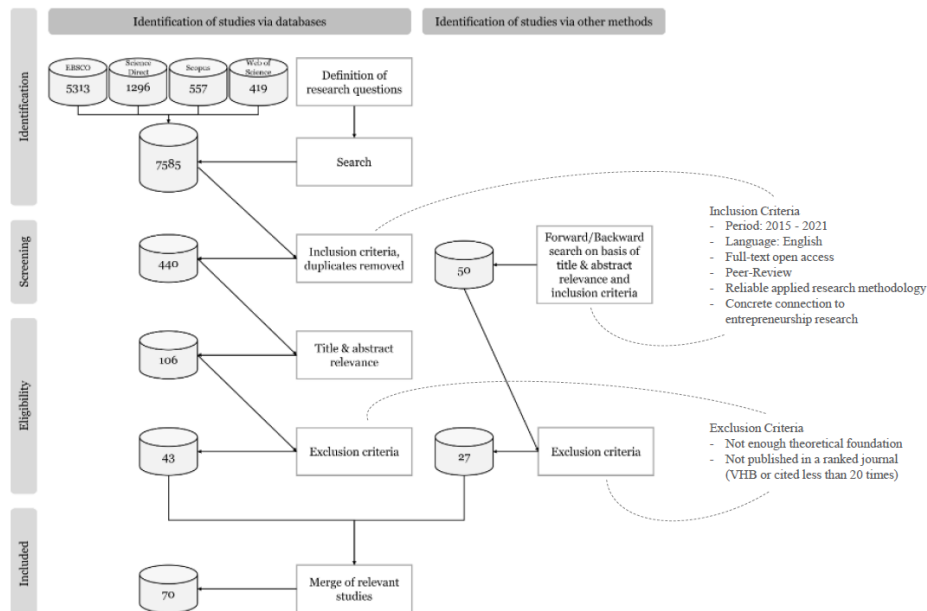 Identification of studies via databases
Identification of studies via other methods
Identification
EBSCO
5313
Science
Direct
1296
Scopus
557
Web of
Science
419
Definition of
research questions
7585
Search
Screening
440
Inclusion criteria,
duplicates removed
50
Forward/Backward
search on basis of
title & abstract
relevance and
inclusion criteria
Inclusion Criteria
- Period: 2015 - 2021
- Language: English
- Full-text open access
- Peer-Review
- Reliable applied research methodology
- Concrete connection to
entrepreneurship research
Eligibility
106
Title & abstract
relevance
43
Exclusion criteria
27
Exclusion criteria
Exclusion Criteria
- Not enough theoretical foundation
- Not published in a ranked journal
(VHB or cited less than 20 times)
Included
70
Merge of relevant
studies